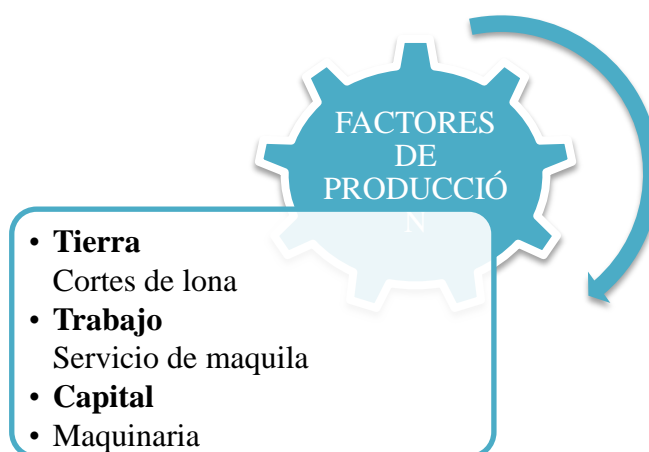 FACTORES
DE
PRODUCCIÓ
N
• Tierra
Cortes de lona
• Trabajo
Servicio de maquila
• Capital
• Maquinaria